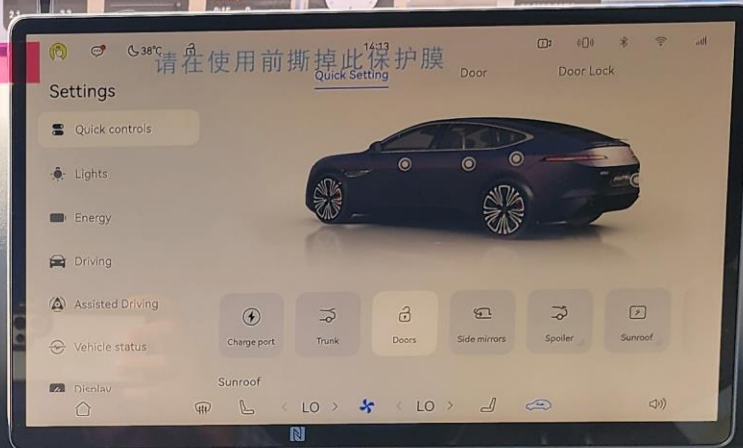 38℃
14:13
请在使用前撕掉此保护膜
Quick Setting
Door
Door Lock
Settings
Quick controls
Lights
Energy
Driving
Assisted Driving
Vehicle status
Display
Charge port
Trunk
Doors
Side mirrors
Spoiler
Sunroof
Sunroof
LO
LO